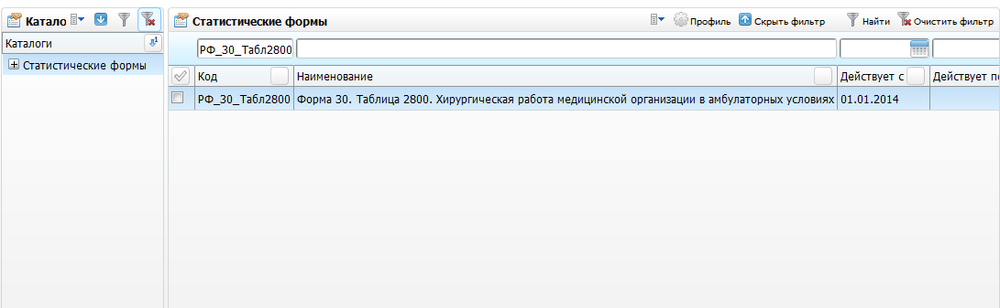 Катало
Каталоги
Статистические формы
Статистические формы Профиль Скрыть фильтр Найти Очистить фильтр
РФ_30_Табл2800
Код Наименование Действует с Действует по
РФ_30_Табл2800 Форма 30. Таблица 2800. Хирургическая работа медицинской организации в амбулаторных условиях 01.01.2014